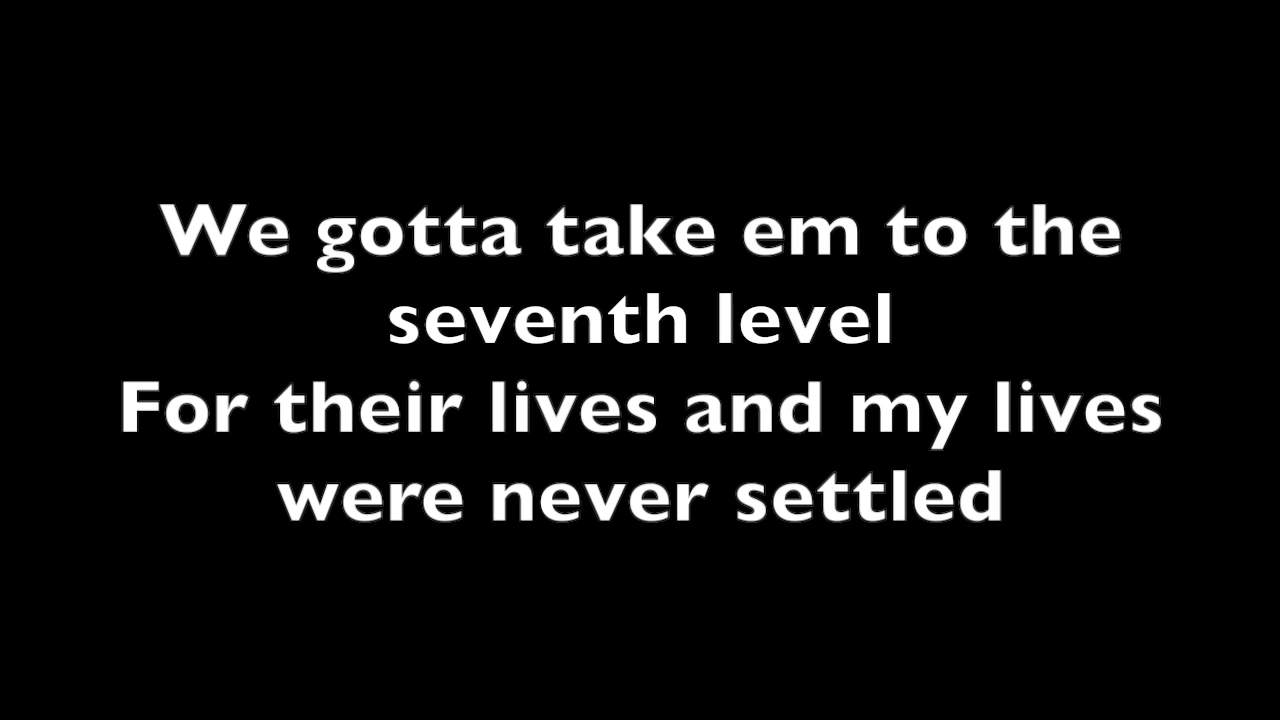 We gotta take em to the
seventh level
For their lives and my lives
were never settled